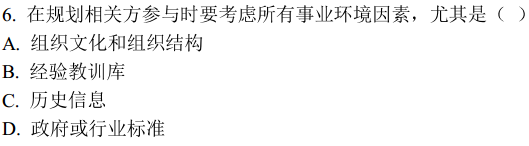 6. 在规划相关方参与时要考虑所有事业环境因素，尤其是（ ）
A. 组织文化和组织结构
B. 经验教训库
C. 历史信息
D. 政府或行业标准